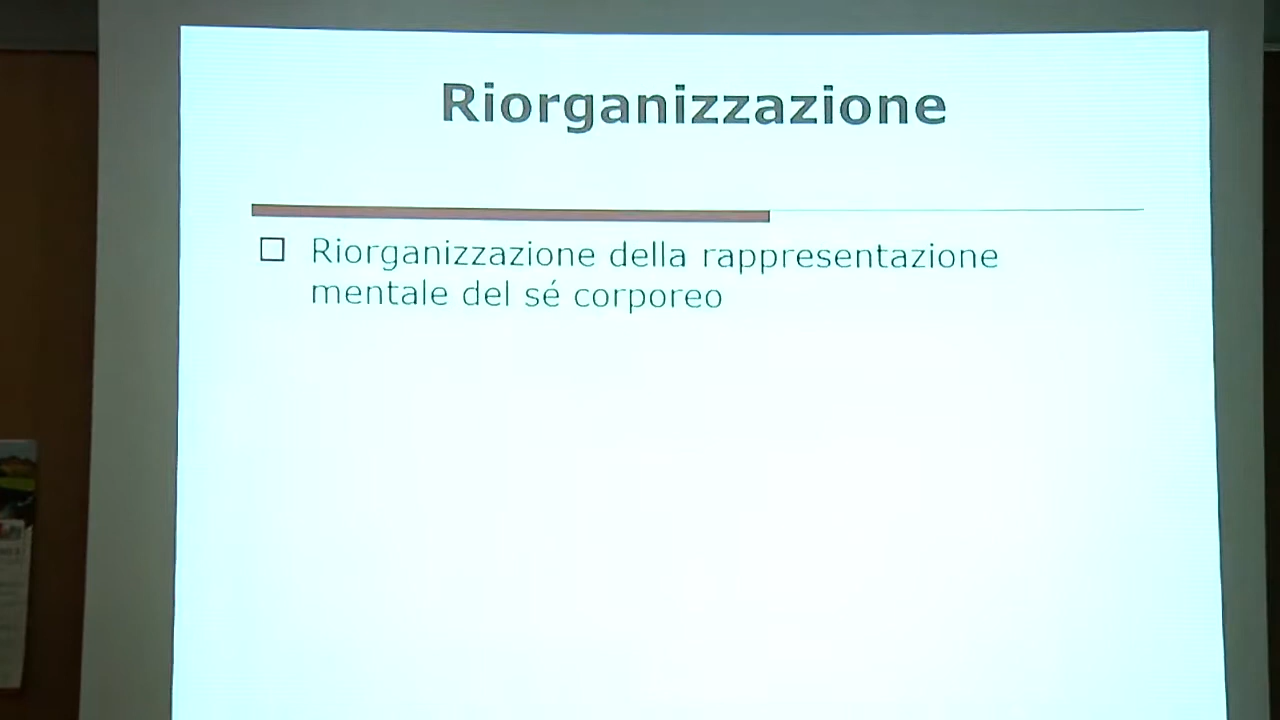 Riorganizzazione
Riorganizzazione della rappresentazione
mentale del sé corporeo